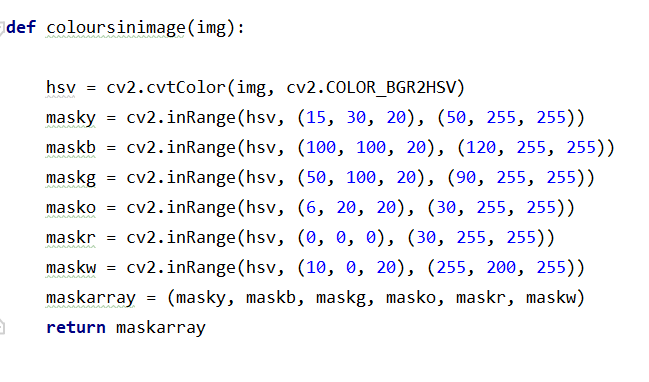 def coloursinimage(img):
hsv = cv2.cvtColor(img, cv2.COLOR_BGR2HSV)
masky = cv2.inRange(hsv, (15, 30, 20), (50, 255, 255))
maskb = cv2.inRange(hsv, (100, 100, 20), (120, 255, 255))
maskg = cv2.inRange(hsv, (50, 100, 20), (90, 255, 255))
masko = cv2.inRange(hsv, (6, 20, 20), (30, 255, 255))
maskr = cv2.inRange(hsv, (0, 0, 0), (30, 255, 255))
maskw = cv2.inRange(hsv, (10, 0, 20), (255, 200, 255))
maskarray = (masky, maskb, maskg, masko, maskr, maskw)
return maskarray